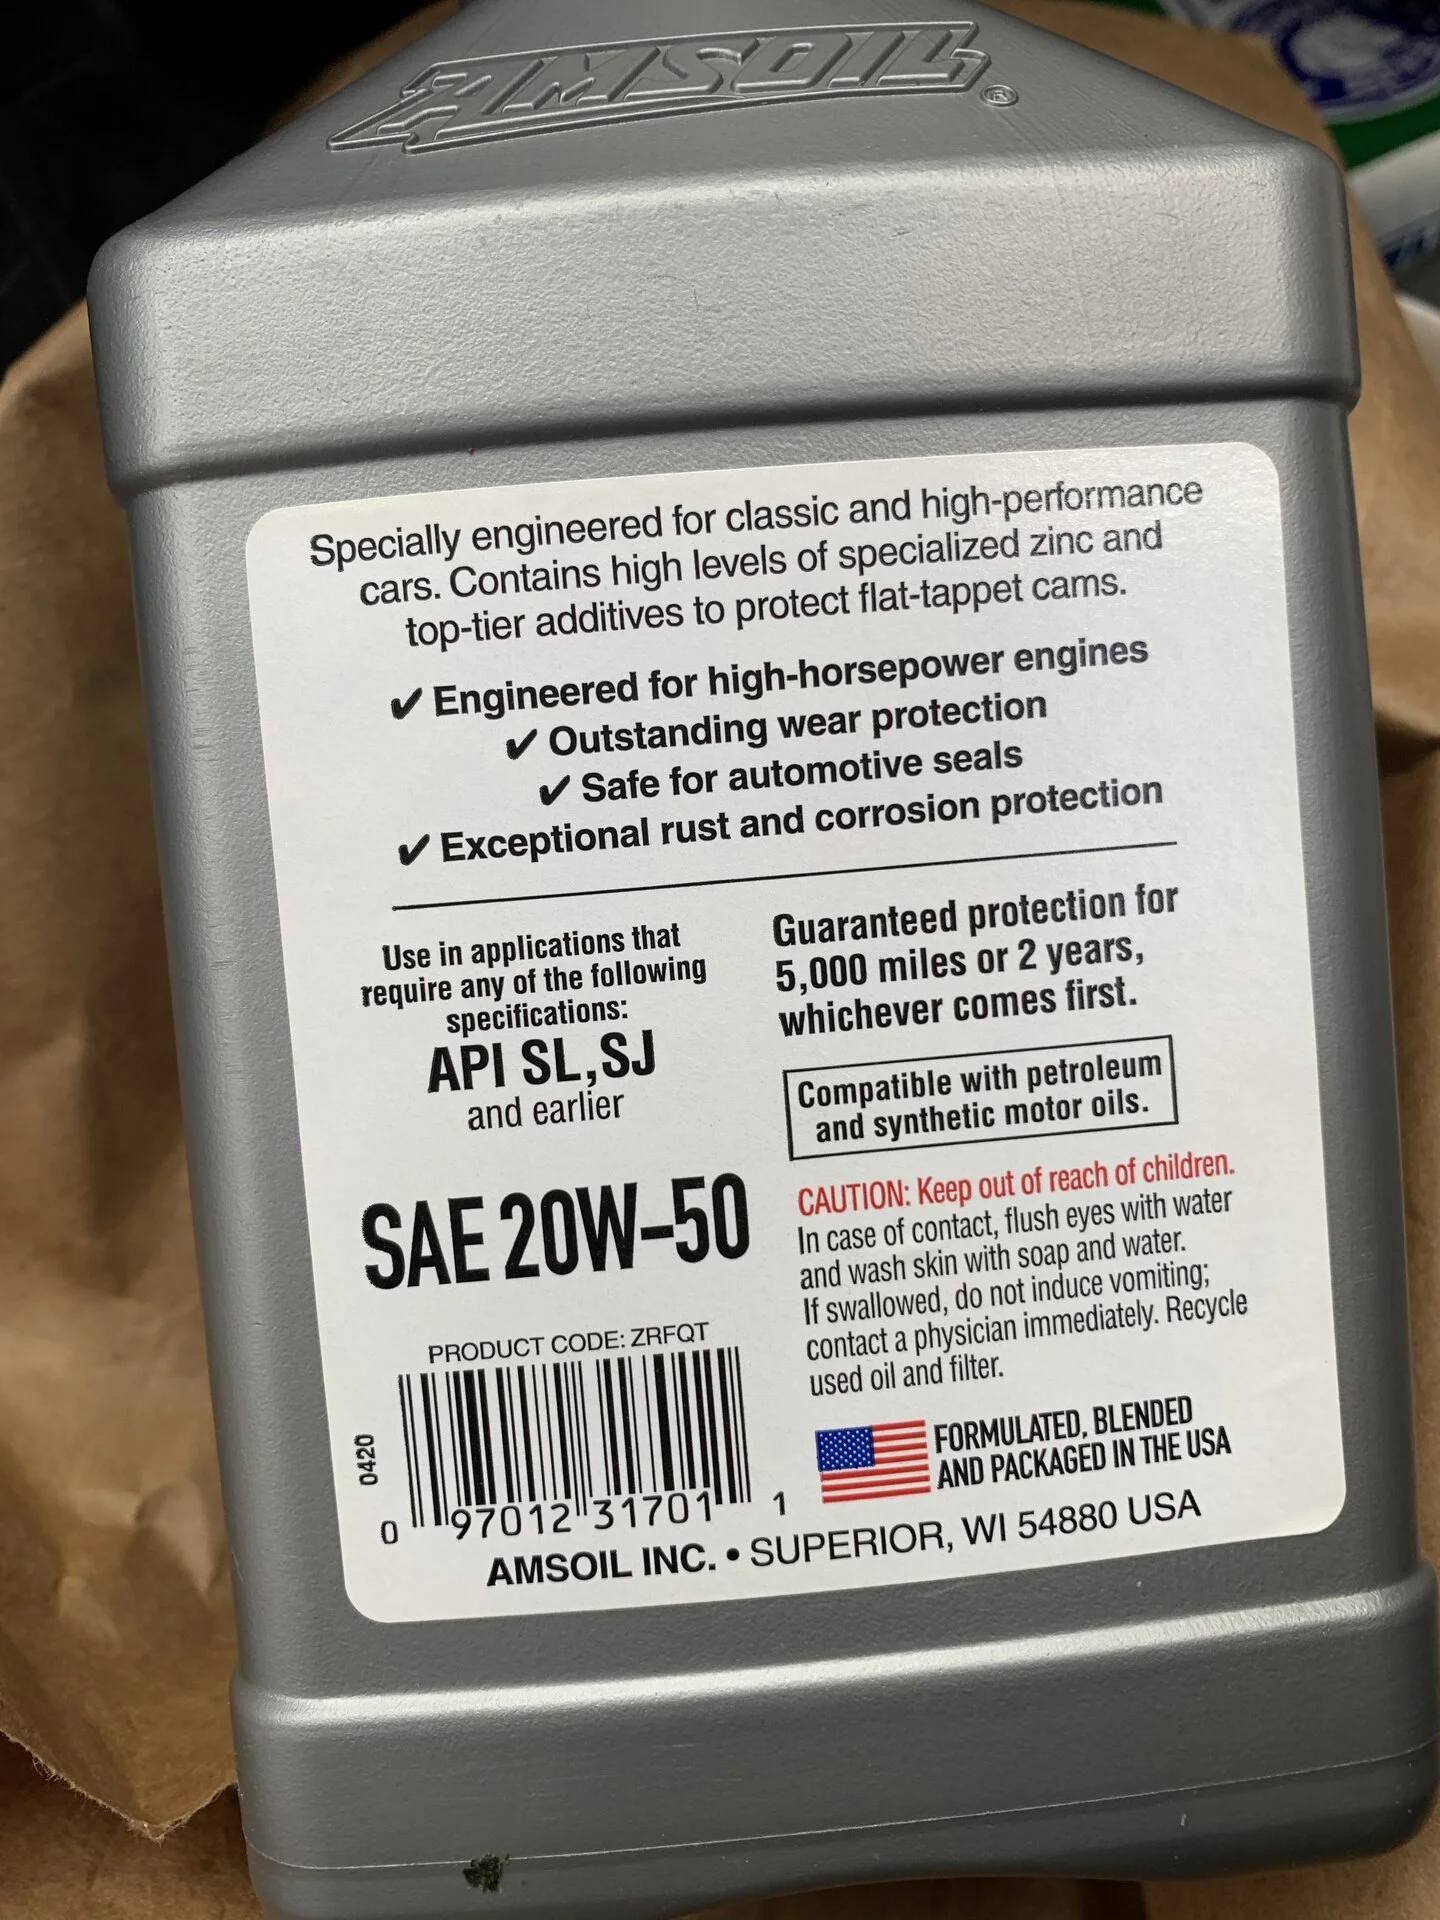 AMSOIL®
Specially engineered for classic and high-performance
cars. Contains high levels of specialized zinc and
top-tier additives to protect flat-tappet cams.
✔ Engineered for high-horsepower engines
✔ Outstanding wear protection
✔ Safe for automotive seals
✔ Exceptional rust and corrosion protection
Use in applications that
require any of the following
specifications:
API SL,SJ
and earlier
SAE 20W-50
PRODUCT CODE: ZRFQT
0420
0 97012 31701 1
Guaranteed protection for
5,000 miles or 2 years,
whichever comes first.
Compatible with petroleum
and synthetic motor oils.
CAUTION: Keep out of reach of children.
In case of contact, flush eyes with water
and wash skin with soap and water.
If swallowed, do not induce vomiting;
contact a physician immediately. Recycle
used oil and filter.
FORMULATED, BLENDED
AND PACKAGED IN THE USA
AMSOIL INC. • SUPERIOR, WI 54880 USA